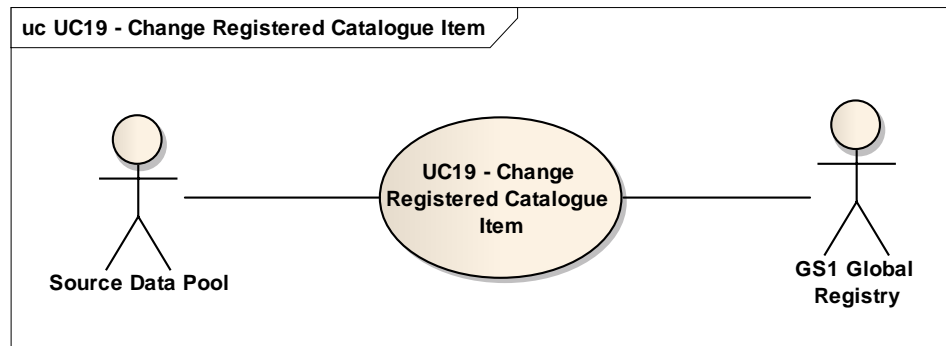 uc UC19 - Change Registered Catalogue Item
UC19 - Change
Registered Catalogue
Item
Source Data Pool
GS1 Global
Registry